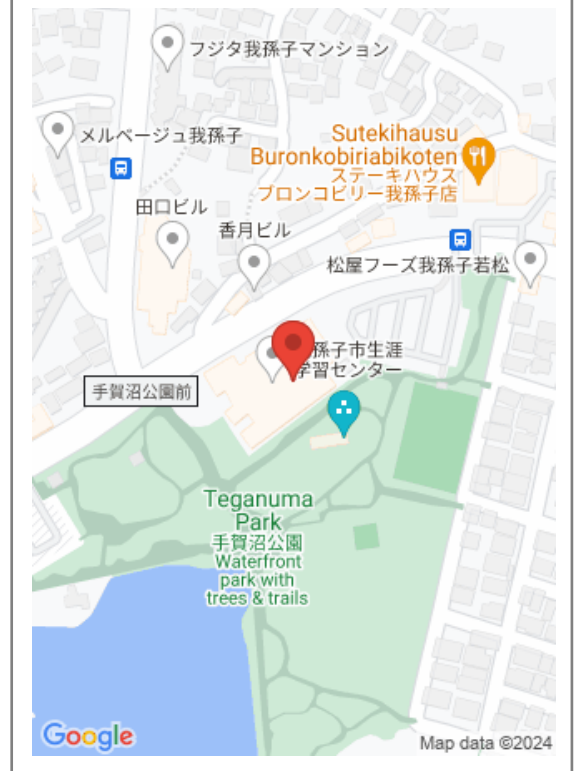 フジタ我孫子マンション
メルベージュ我孫子
Sutekihausu
Buronkobiriabikoten
ステーキハウス
ブロンコビリー我孫子店
田口ビル
香月ビル
松屋フーズ我孫子若松
孫子市生涯
学習センター
手賀沼公園前
Teganuma
Park
手賀沼公園
Waterfront
park with
trees & trails
Google
Map data ©2024